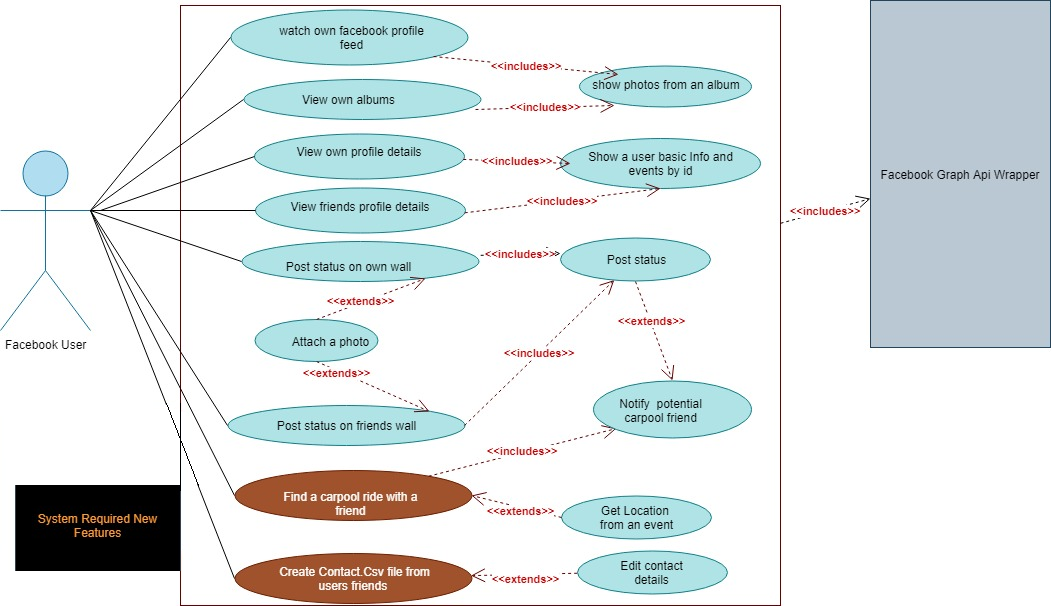 watch own facebook profile
feed
<<includes>>
show photos from an album
View own albums
<<includes>>
View own profile details
<<includes>>
Show a user basic Info and
events by id
Facebook Graph Api Wrapper
View friends profile details
<<includes>>
<<includes>>
Post status on own wall
<<includes>>
Post status
<<extends>>
<<extends>>
Attach a photo
Facebook User
<<includes>>
<<extends>>
Notify  potential
carpool friend
Post status on friends wall
<<includes>>
Find a carpool ride with a
friend
System Required New
Features
<<extends>>
Get Location
from an event
Create Contact.Csv file from
users friends
<<extends>>
Edit contact
details